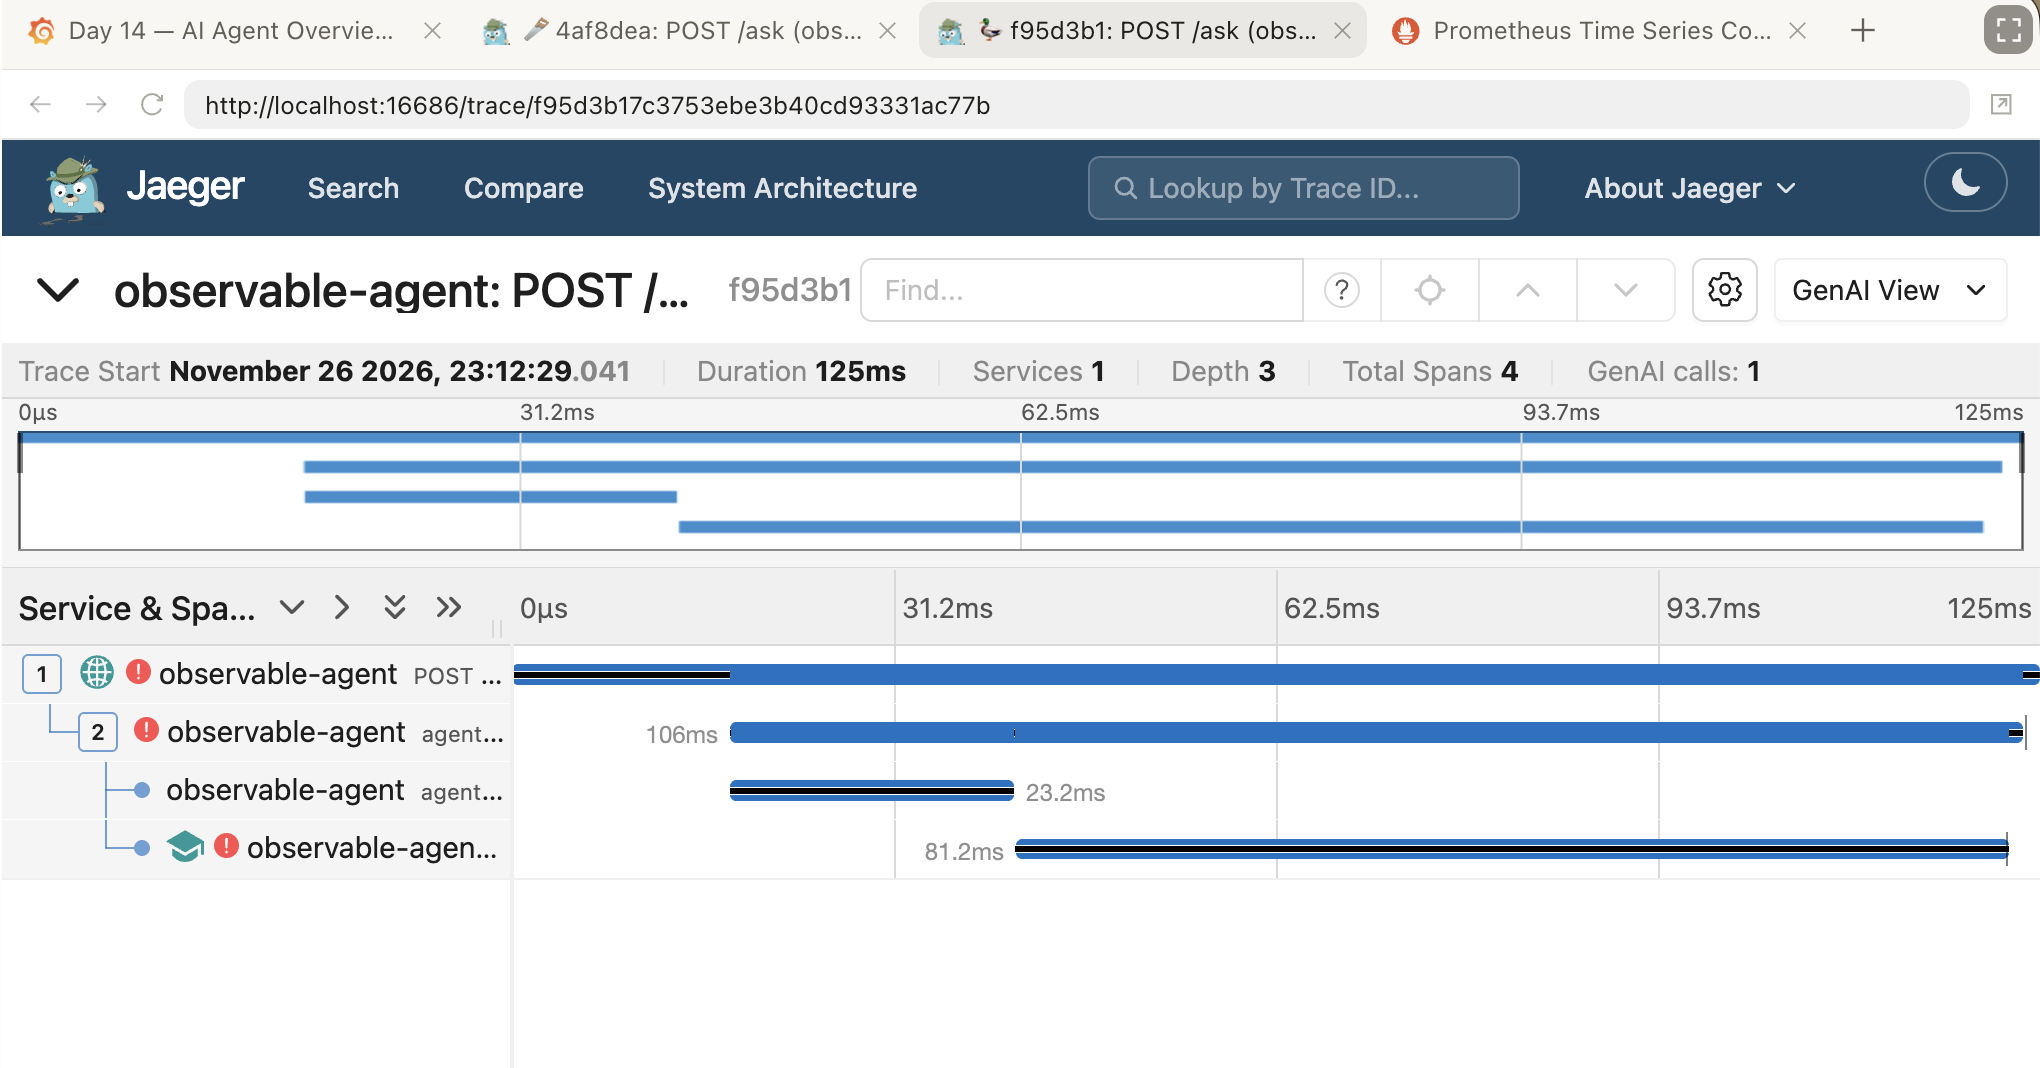 Day 14 — AI Agent Overvie...
4af8dea: POST /ask (obs...
f95d3b1: POST /ask (obs...
Prometheus Time Series Co...
http://localhost:16686/trace/f95d3b17c3753ebe3b40cd93331ac77b
Jaeger
Search
Compare
System Architecture
Lookup by Trace ID...
About Jaeger
observable-agent: POST /...
f95d3b1
Find...
?
GenAI View
Trace Start November 26 2026, 23:12:29.041
Duration 125ms
Services 1
Depth 3
Total Spans 4
GenAI calls: 1
0μs 31.2ms 62.5ms 93.7ms 125ms
Service & Spa...
0μs 31.2ms 62.5ms 93.7ms 125ms
1 ! observable-agent POST ...
2 ! observable-agent agent...
106ms
observable-agent agent...
23.2ms
! observable-agen...
81.2ms